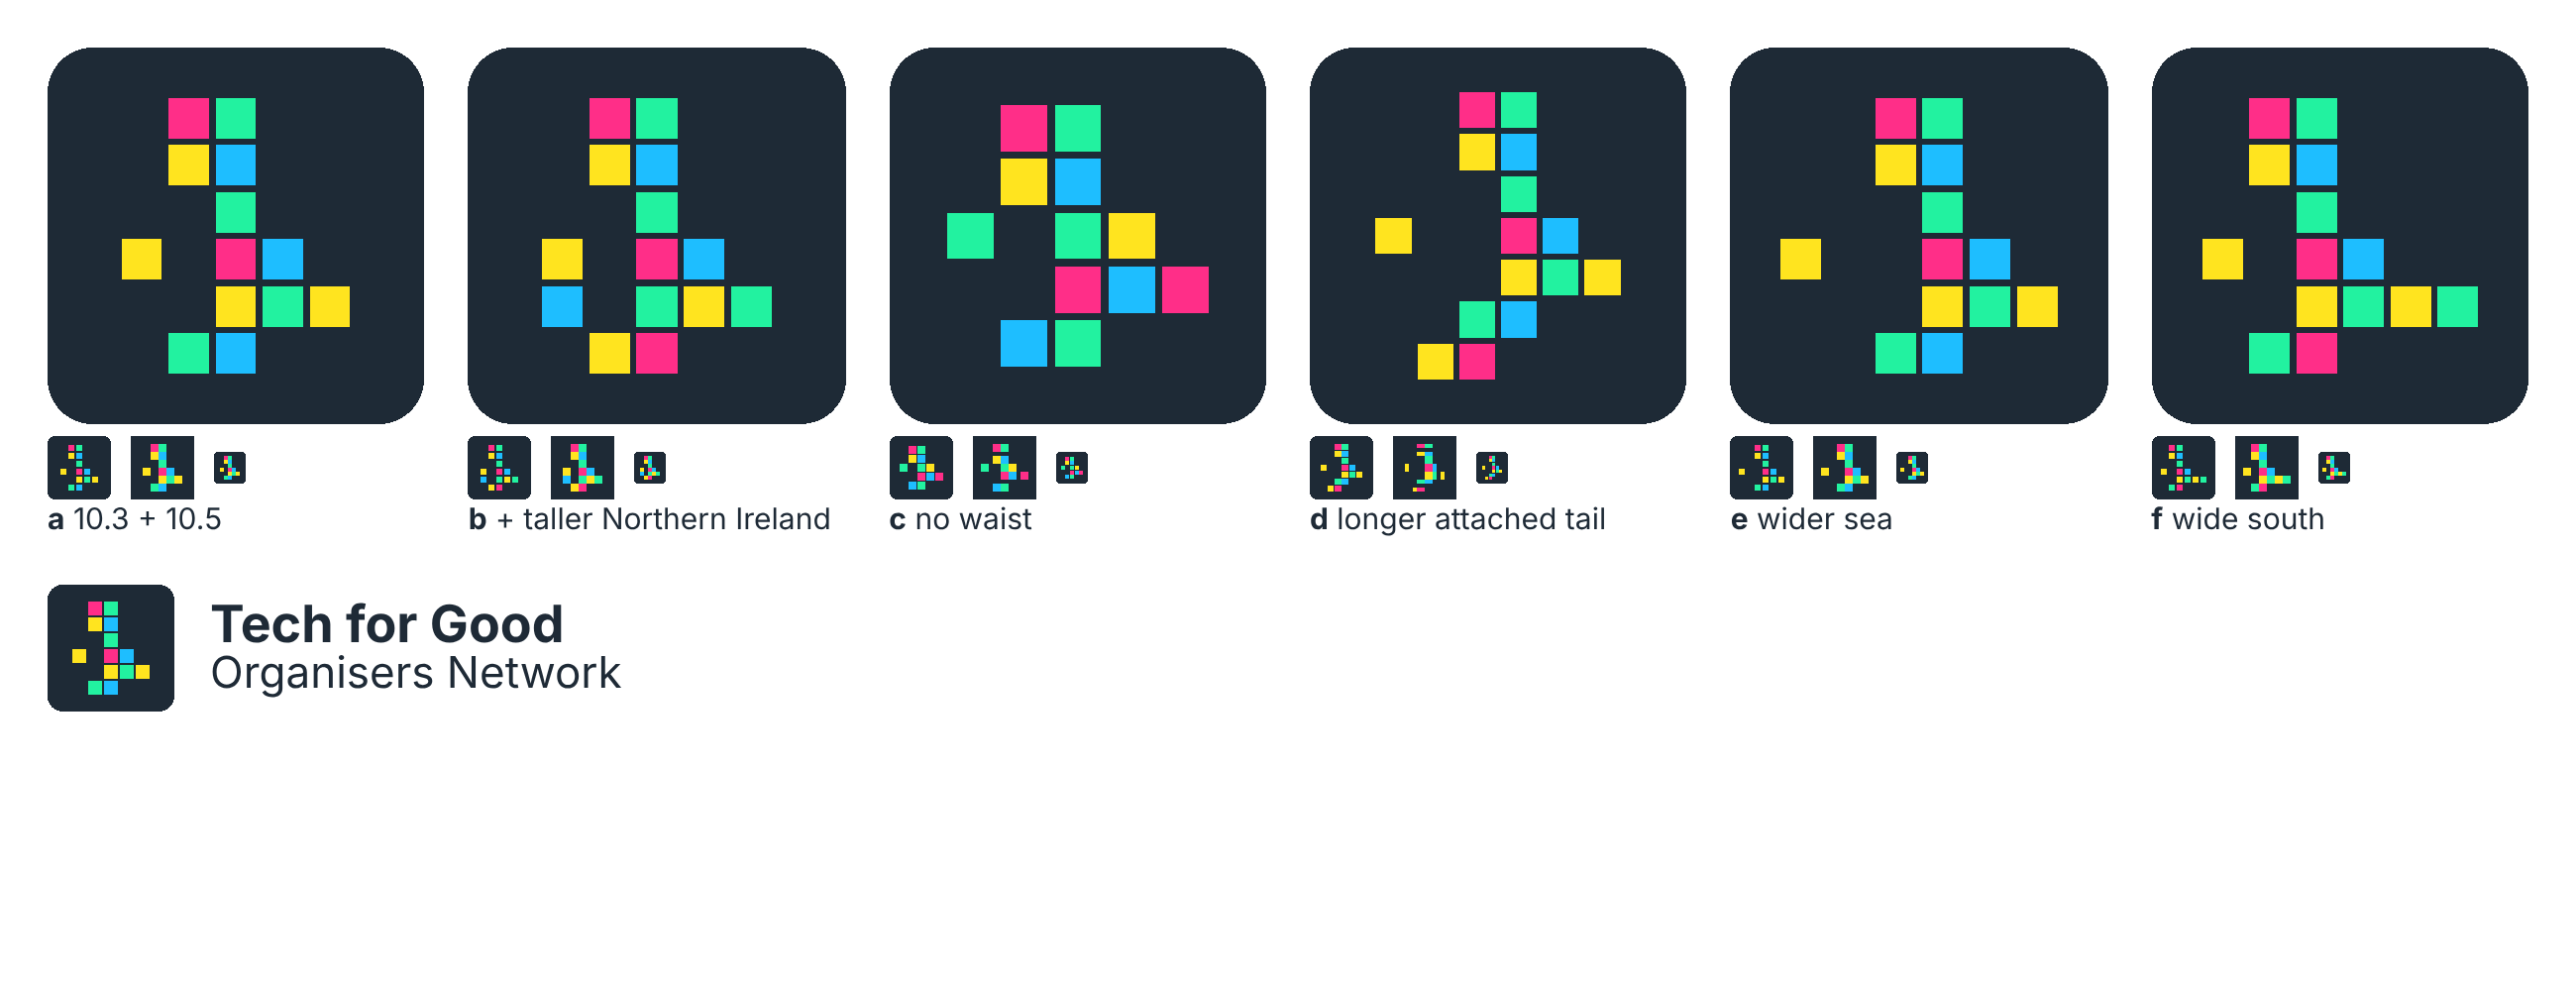 a 10.3 + 10.5
b + taller Northern Ireland
c no waist
d longer attached tail
e wider sea
f wide south
Tech for Good
Organisers Network